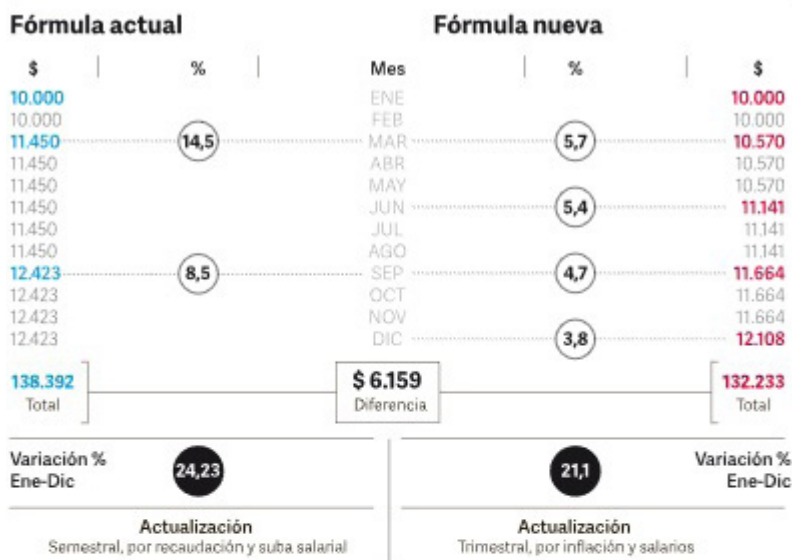 Fórmula actual Fórmula nueva
$ % Mes % $
10.000 ENE 10.000
10.000 FEB 10.000
11.450 14,5 MAR 5,7 10.570
11.450 ABR 10.570
11.450 MAY 10.570
11.450 JUN 5,4 11.141
11.450 JUL 11.141
11.450 AGO 11.141
12.423 8,5 SEP 4,7 11.664
12.423 OCT 11.664
12.423 NOV 11.664
12.423 DIC 3,8 12.108
138.392 $ 6.159 132.233
Total Diferencia Total
Variación % 24,23 21,1 Variación %
Ene-Dic Ene-Dic
Actualización Actualización
Semestral, por recaudación y suba salarial Trimestral, por inflación y salarios